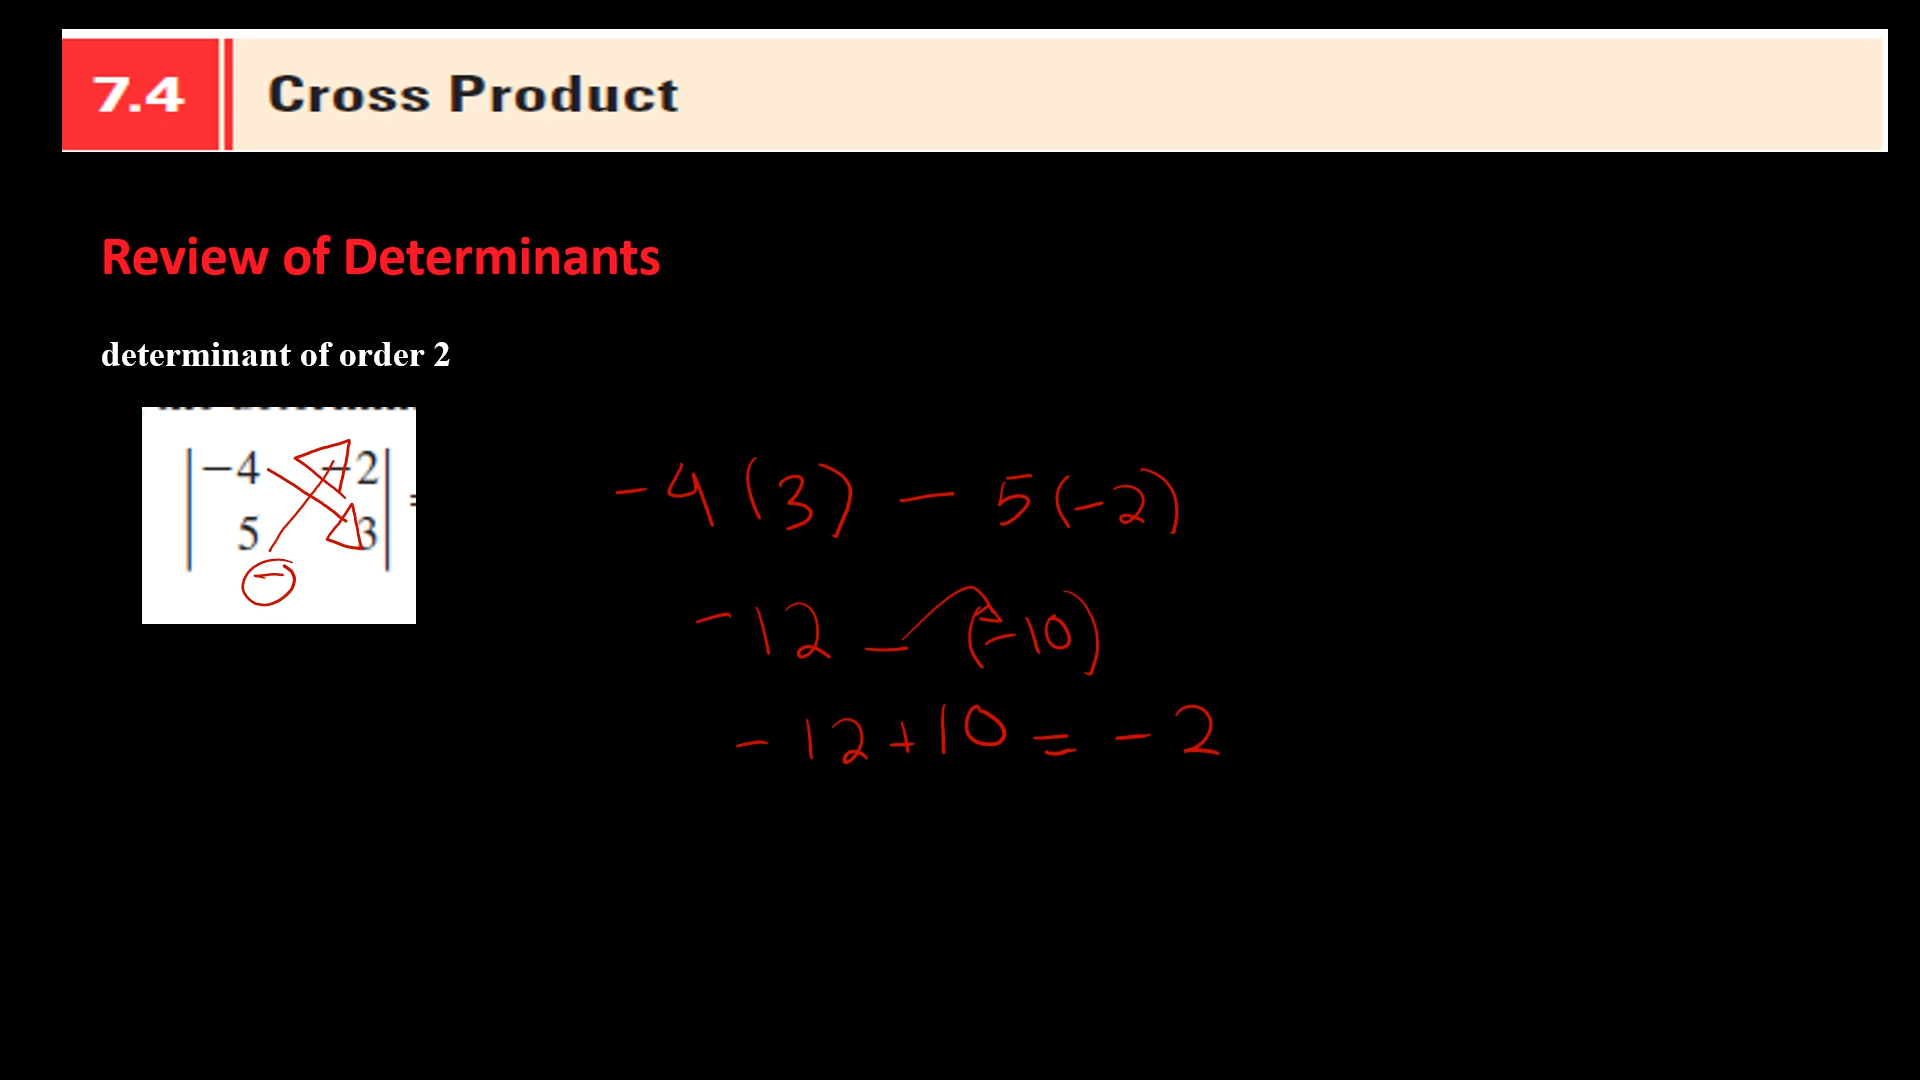 7.4 Cross Product
Review of Determinants
determinant of order 2
|−4 −2| =
|5 3|
−
-4(3) - 5(-2)
-12 - (-10)
-12+10 = -2